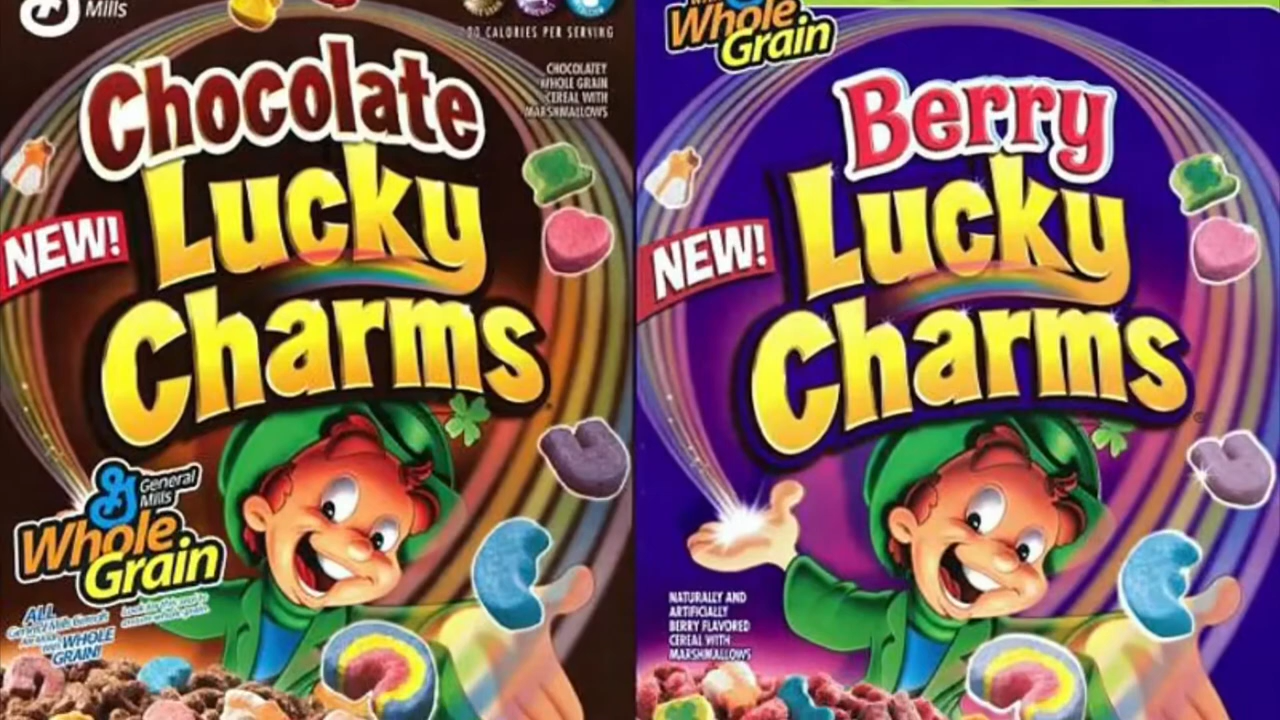 Mills
CALORIES PER SERVING
Chocolate
CHOCOLATEY
WHOLE GRAIN
CEREAL WITH
MARSHMALLOWS
NEW!
Lucky
Charms
General
Mills
Whole
Grain
ALL
WHOLE
GRAIN!
Whole
Grain
Berry
NEW!
Lucky
Charms
NATURALLY AND
ARTIFICIALLY
BERRY FLAVORED
CEREAL WITH
MARSHMALLOWS